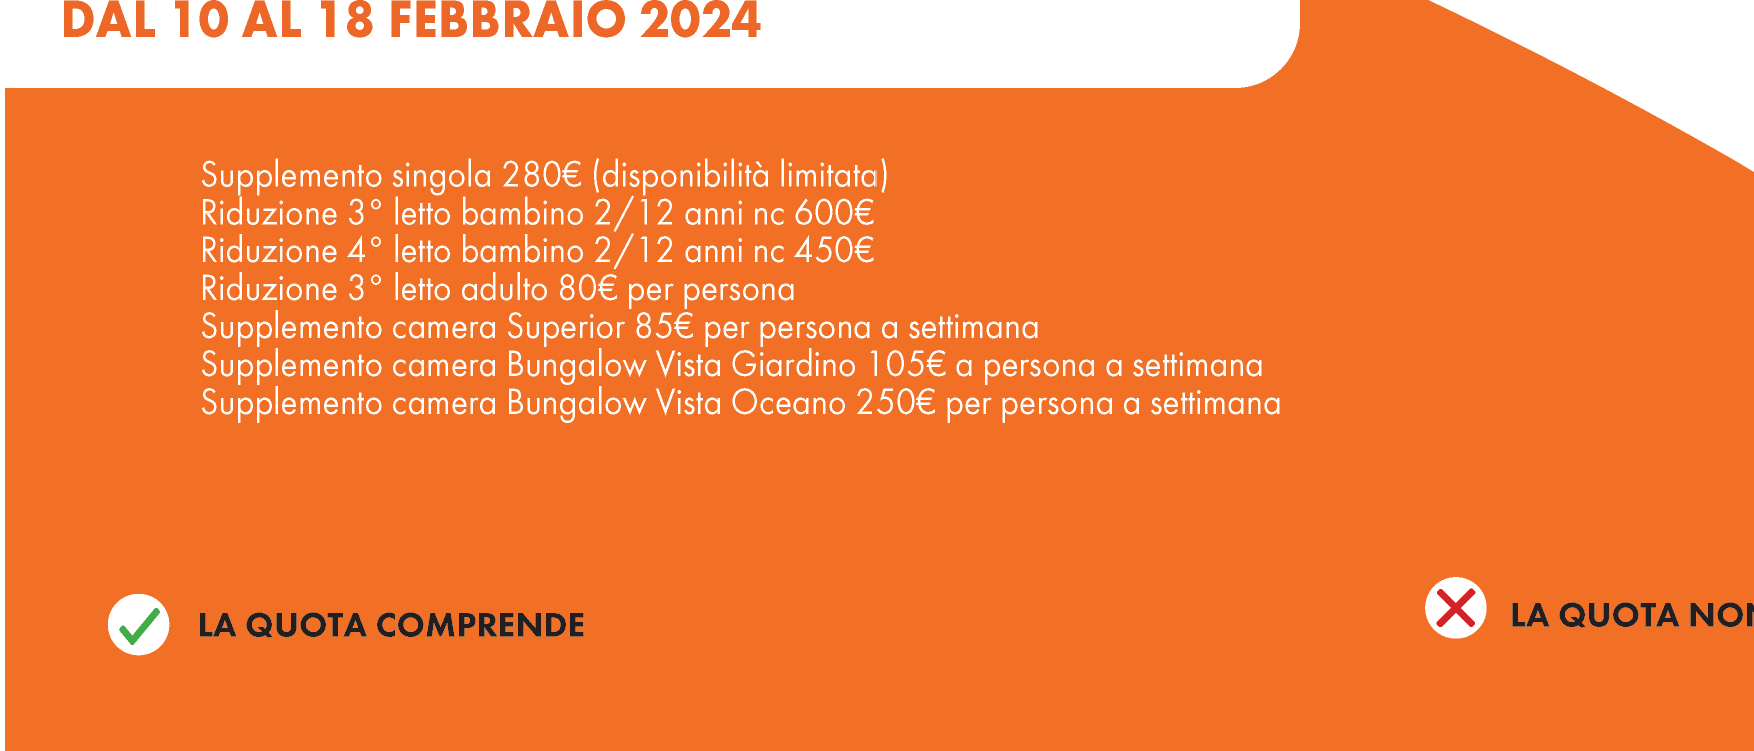 DAL 10 AL 18 FEBBRAIO 2024
Supplemento singola 280€ (disponibilità limitata)
Riduzione 3° letto bambino 2/12 anni nc 600€
Riduzione 4° letto bambino 2/12 anni nc 450€
Riduzione 3° letto adulto 80€ per persona
Supplemento camera Superior 85€ per persona a settimana
Supplemento camera Bungalow Vista Giardino 105€ a persona a settimana
Supplemento camera Bungalow Vista Oceano 250€ per persona a settimana
LA QUOTA COMPRENDE
LA QUOTA NON